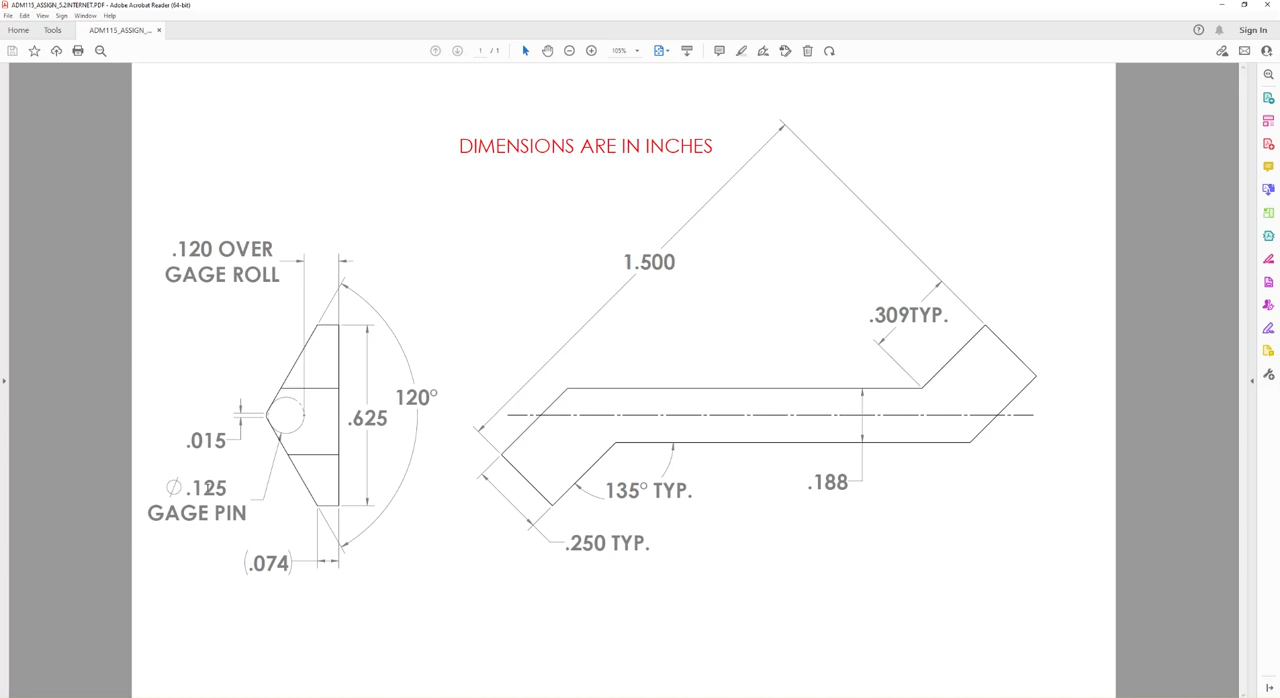 ADM115_ASSIGN_5.2INTERNET.PDF - Adobe Acrobat Reader (64-bit)
File Edit View Sign Window Help
Home Tools ADM115_ASSIGN_... × Sign In
1 / 1 105%
DIMENSIONS ARE IN INCHES
.120 OVER
GAGE ROLL
1.500
.309TYP.
120°
.625
.015
Ø .125
GAGE PIN
135° TYP.
.188
.250 TYP.
(.074)